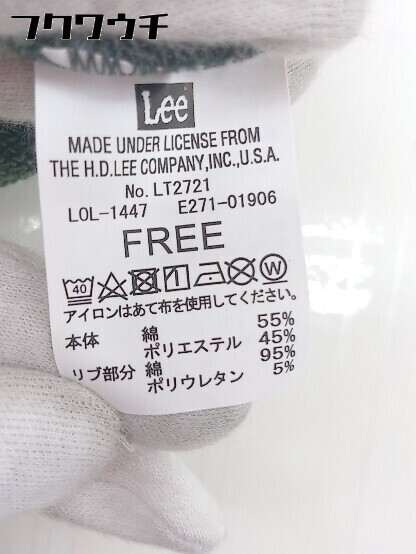 フクワウチ
Lee
MADE UNDER LICENSE FROM
THE H.D.LEE COMPANY,INC.,U.S.A.
No. LT2721
LOL-1447 E271-01906
FREE
40 W
アイロンはあて布を使用してください。
本体 綿 55%
ポリエステル 45%
リブ部分 綿 95%
ポリウレタン 5%